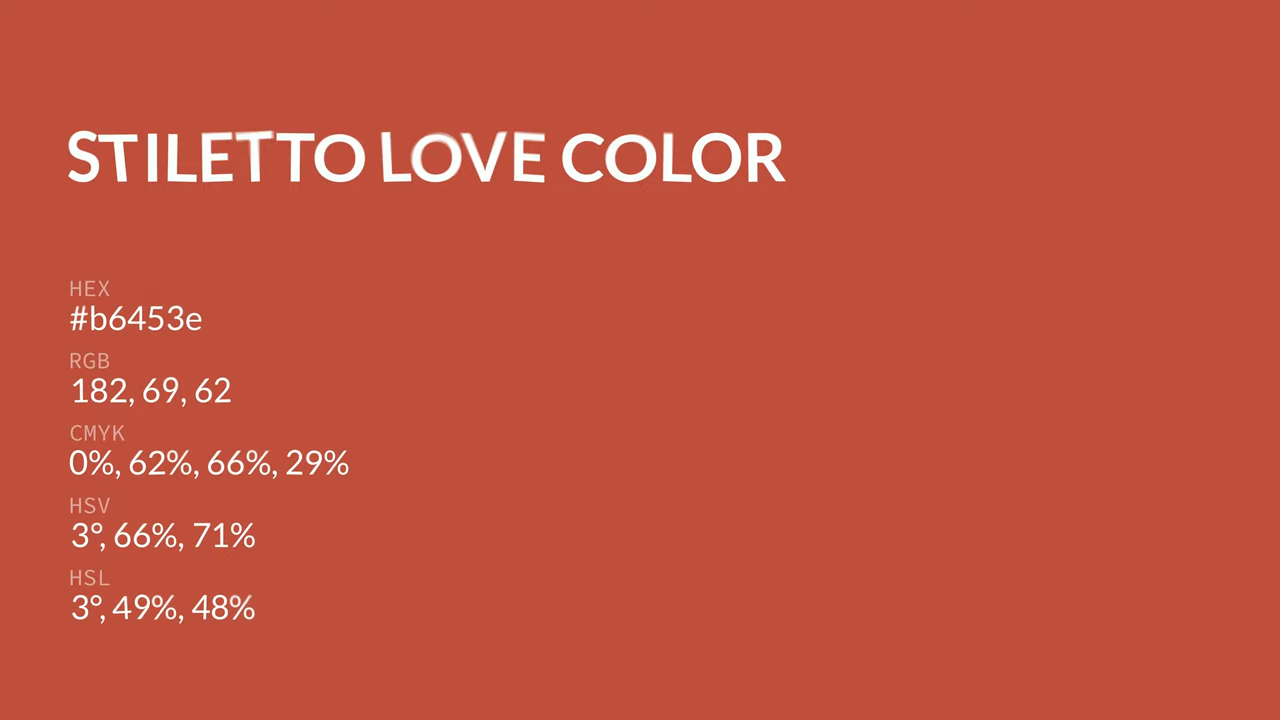 STILETTO LOVE COLOR
HEX
#b6453e
RGB
182, 69, 62
CMYK
0%, 62%, 66%, 29%
HSV
3°, 66%, 71%
HSL
3°, 49%, 48%